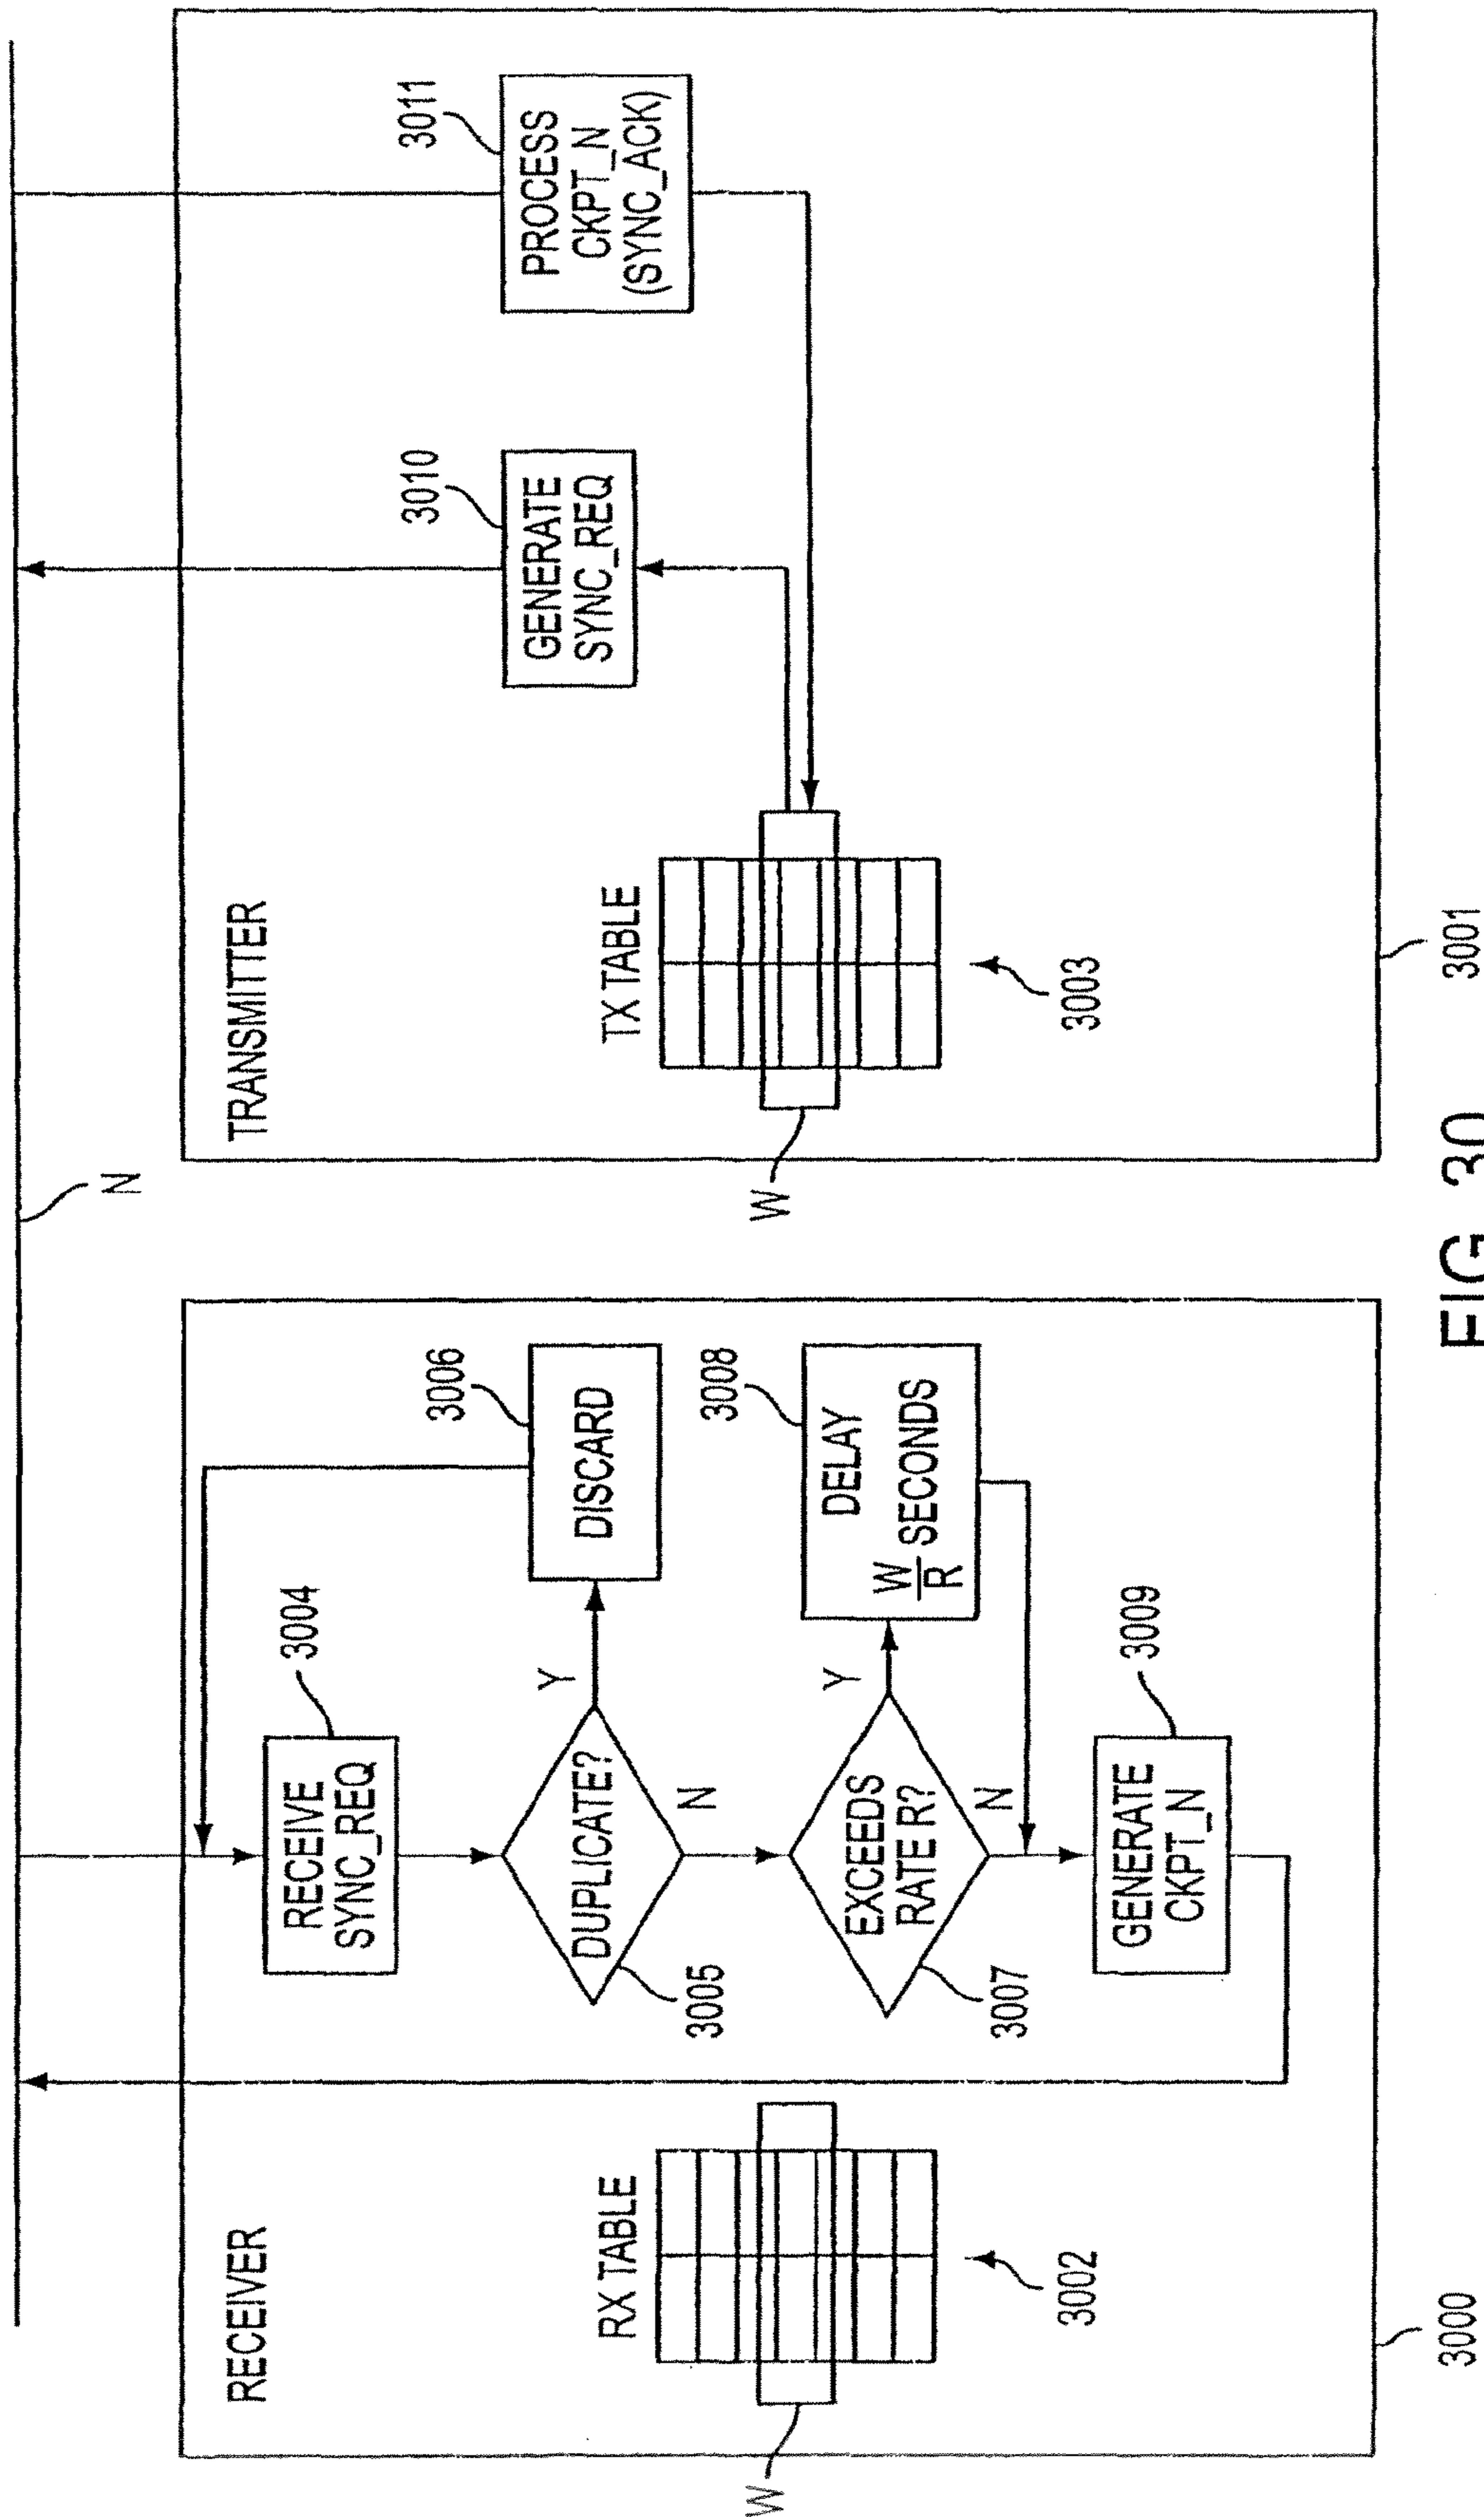 N
RECEIVER
RX TABLE
W
3002
3000
RECEIVE
SYNC_REQ
3004
DUPLICATE?
3005
Y
N
DISCARD
3006
EXCEEDS
RATE R?
3007
Y
N
DELAY
W
R
SECONDS
3008
GENERATE
CKPT_N
3009
TRANSMITTER
TX TABLE
W
3003
3001
GENERATE
SYNC_REQ
3010
PROCESS
CKPT_N
(SYNC_ACK)
3011
FIG. 30